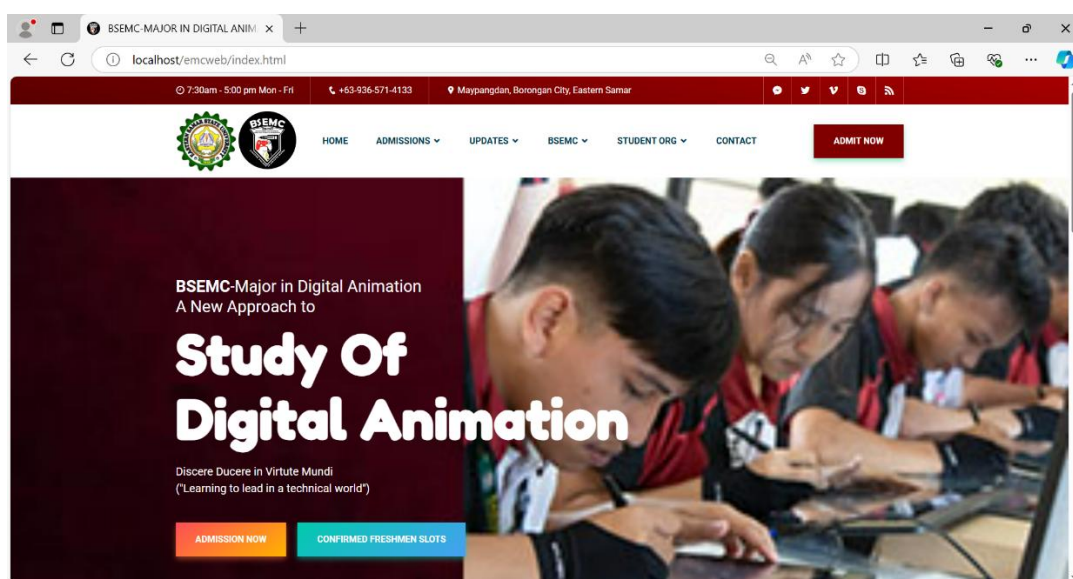 BSEMC-MAJOR IN DIGITAL ANIM
localhost/emcweb/index.html
7:30am - 5:00 pm Mon - Fri
+63-936-571-4133
Maypangdan, Borongan City, Eastern Samar
BSEMC
HOME
ADMISSIONS
UPDATES
BSEMC
STUDENT ORG
CONTACT
ADMIT NOW
BSEMC-Major in Digital Animation
A New Approach to
Study Of
Digital Animation
Discere Ducere in Virtute Mundi
("Learning to lead in a technical world")
ADMISSION NOW
CONFIRMED FRESHMEN SLOTS